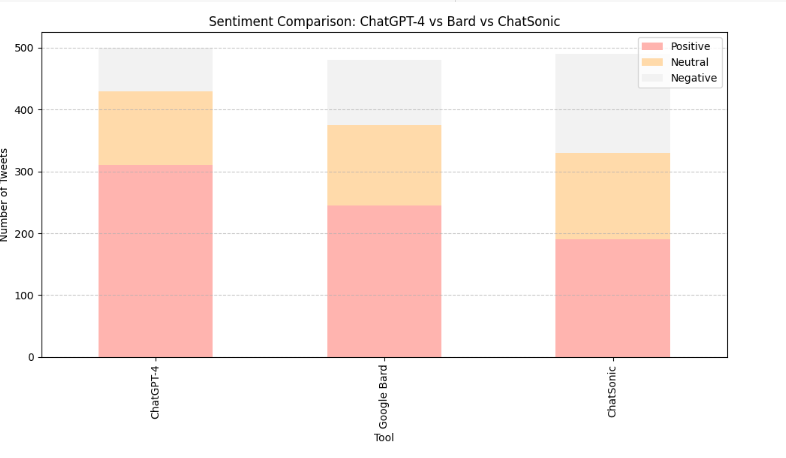 Sentiment Comparison: ChatGPT-4 vs Bard vs ChatSonic
Positive
Neutral
Negative
Number of Tweets
500
400
300
200
100
0
ChatGPT-4
Google Bard
ChatSonic
Tool